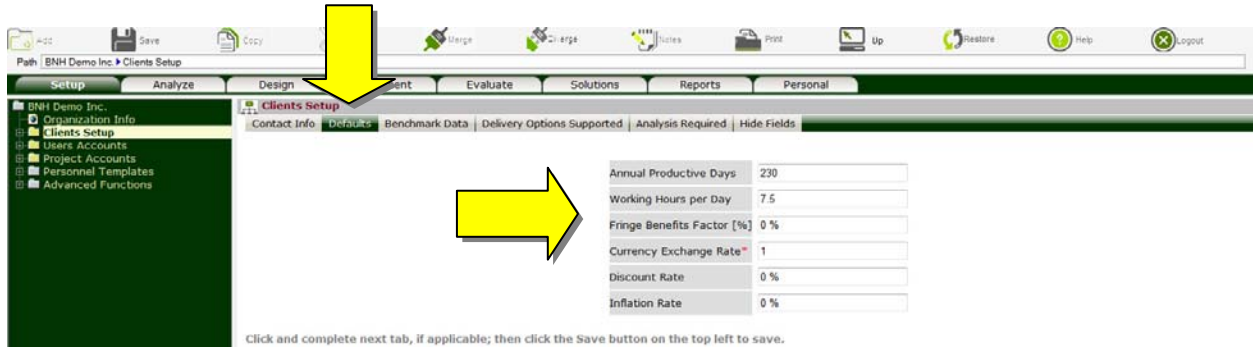 Add Save Copy Merge Diverge Notes Print Up Restore Help Logout
Path BNH Demo Inc. Clients Setup
Setup Analyze Design Evaluate Solutions Reports Personal
BNH Demo Inc.
Organization Info
Clients Setup
Users Accounts
Project Accounts
Personnel Templates
Advanced Functions
Clients Setup
Contact Info Defaults Benchmark Data Delivery Options Supported Analysis Required Hide Fields
Annual Productive Days 230
Working Hours per Day 7.5
Fringe Benefits Factor [%] 0 %
Currency Exchange Rate* 1
Discount Rate 0 %
Inflation Rate 0 %
Click and complete next tab, if applicable; then click the Save button on the top left to save.